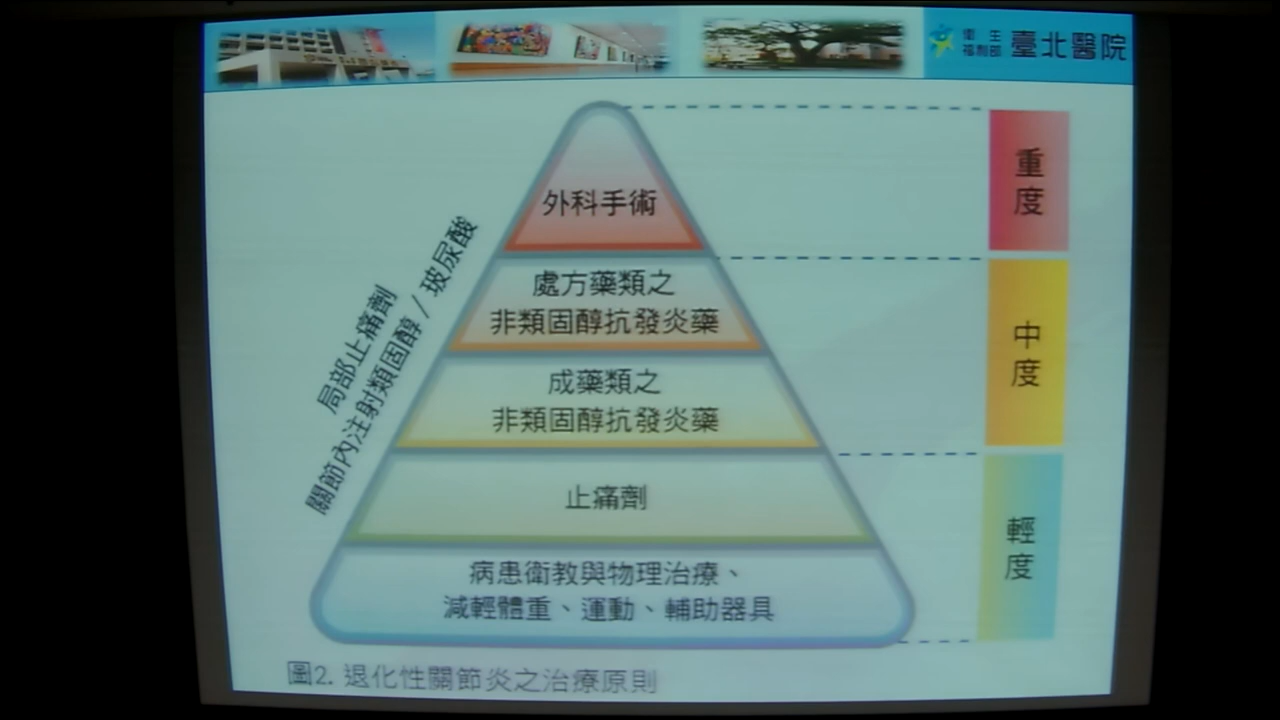 衛生
福利部
臺北醫院
重度
外科手術
處方藥類之
非類固醇抗發炎藥
中度
成藥類之
非類固醇抗發炎藥
局部止痛劑
關節內注射類固醇 / 玻尿酸
止痛劑
輕度
病患衛教與物理治療、
減輕體重、運動、輔助器具
圖2. 退化性關節炎之治療原則